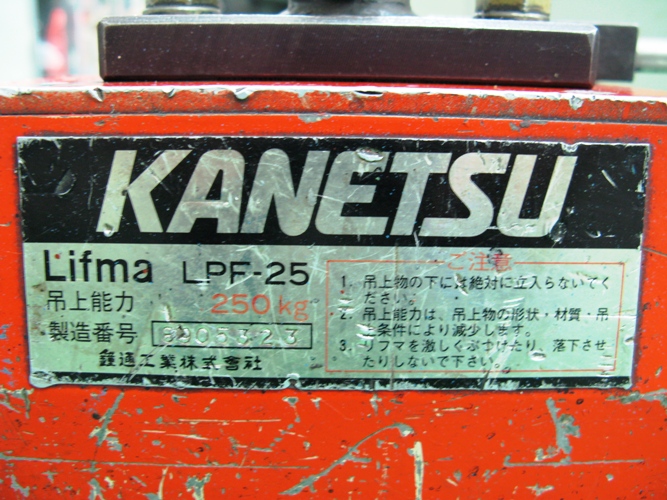 KANETSU
Lifma LPF-25
吊上能力 250kg
製造番号 8905323
鐘通工業株式會社
ご注意
1. 吊上物の下には絶対に立入らないでく
ださい。
2. 吊上能力は、吊上物の形状・材質・吊
上条件により減少します。
3. リフマを激しくぶつけたり、落下させ
たりしないで下さい。